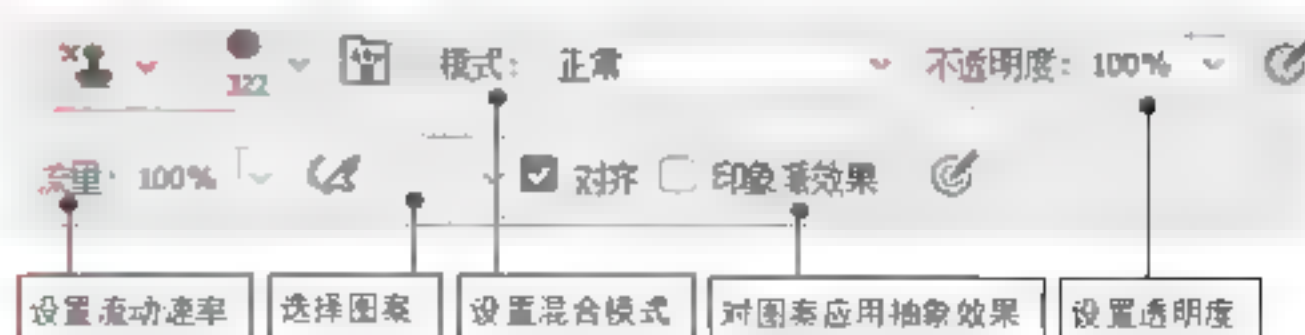 122 模式: 正常 不透明度: 100%
流量: 100% 对齐 印象派效果
设置流动速率 选择图案 设置混合模式 对图案应用抽象效果 设置透明度